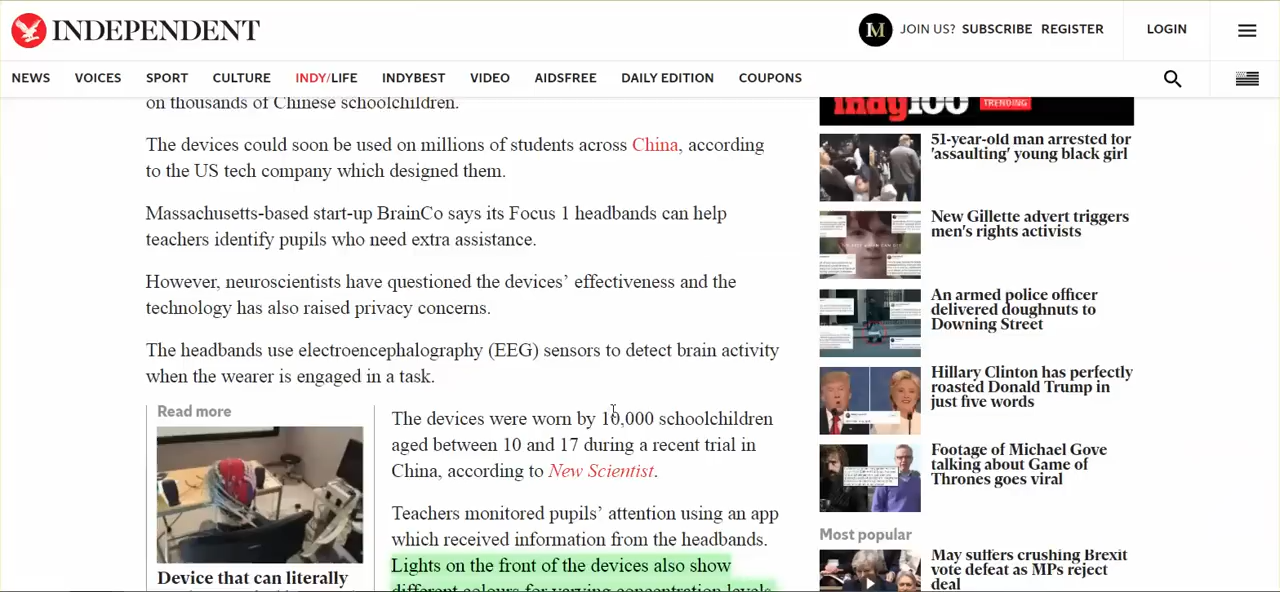 INDEPENDENT
JOIN US? SUBSCRIBE REGISTER
LOGIN
NEWS VOICES SPORT CULTURE INDY/LIFE INDYBEST VIDEO AIDSFREE DAILY EDITION COUPONS
on thousands of Chinese schoolchildren.
The devices could soon be used on millions of students across China, according
to the US tech company which designed them.
Massachusetts-based start-up BrainCo says its Focus 1 headbands can help
teachers identify pupils who need extra assistance.
However, neuroscientists have questioned the devices' effectiveness and the
technology has also raised privacy concerns.
The headbands use electroencephalography (EEG) sensors to detect brain activity
when the wearer is engaged in a task.
Read more
Device that can literally
The devices were worn by 10,000 schoolchildren
aged between 10 and 17 during a recent trial in
China, according to New Scientist.
Teachers monitored pupils' attention using an app
which received information from the headbands.
Lights on the front of the devices also show
different colours for varying concentration levels
indy100
TRENDING
51-year-old man arrested for
'assaulting' young black girl
New Gillette advert triggers
men's rights activists
An armed police officer
delivered doughnuts to
Downing Street
Hillary Clinton has perfectly
roasted Donald Trump in
just five words
Footage of Michael Gove
talking about Game of
Thrones goes viral
Most popular
May suffers crushing Brexit
vote defeat as MPs reject
deal